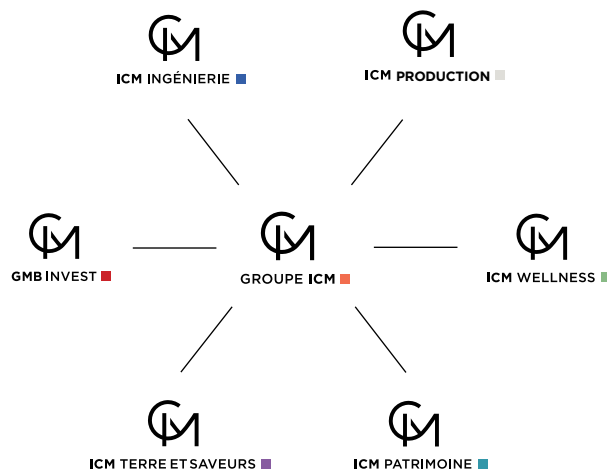 ICM INGÉNIERIE
ICM PRODUCTION
GMB INVEST
GROUPE ICM
ICM WELLNESS
ICM TERRE ET SAVEURS
ICM PATRIMOINE